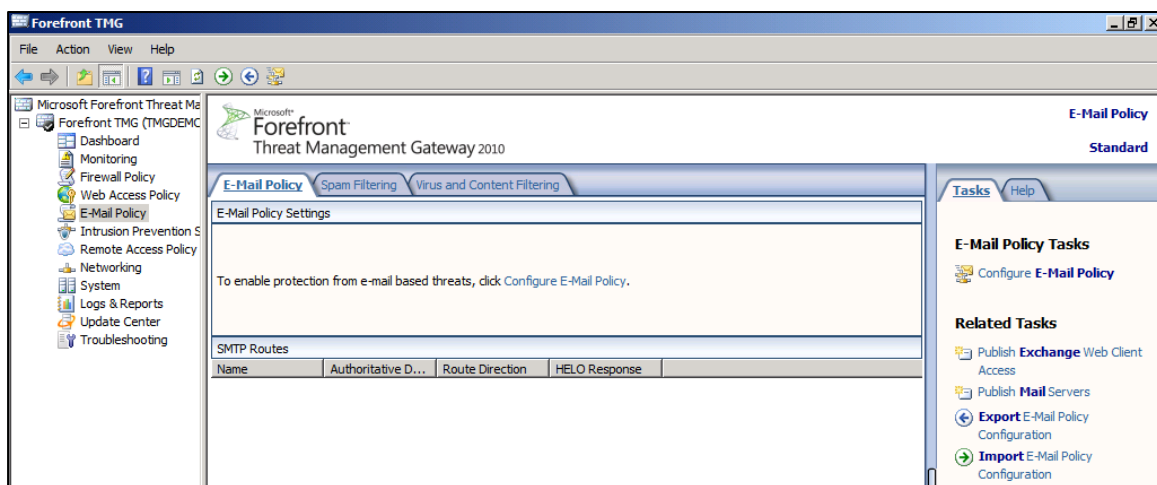 Forefront TMG
File Action View Help
Microsoft Forefront Threat Ma
Forefront TMG (TMGDEMC
Dashboard
Monitoring
Firewall Policy
Web Access Policy
E-Mail Policy
Intrusion Prevention S
Remote Access Policy
Networking
System
Logs & Reports
Update Center
Troubleshooting
Microsoft®
Forefront
Threat Management Gateway 2010
E-Mail Policy
Standard
E-Mail Policy Spam Filtering Virus and Content Filtering
E-Mail Policy Settings
To enable protection from e-mail based threats, click Configure E-Mail Policy.
SMTP Routes
Name Authoritative D... Route Direction HELO Response
Tasks Help
E-Mail Policy Tasks
Configure E-Mail Policy
Related Tasks
Publish Exchange Web Client
Access
Publish Mail Servers
Export E-Mail Policy
Configuration
Import E-Mail Policy
Configuration